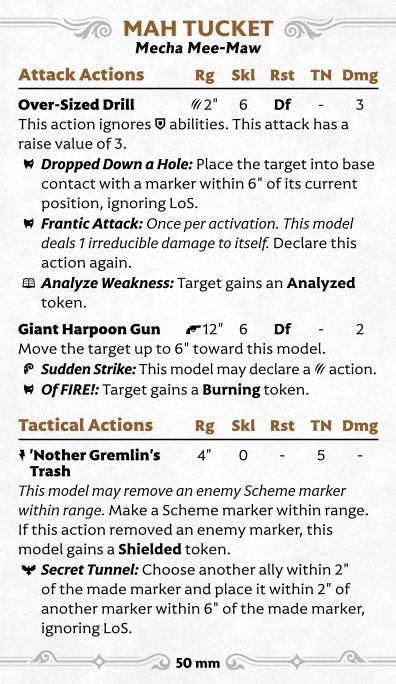 MAH TUCKET
Mecha Mee-Maw
Attack Actions Rg Skl Rst TN Dmg
Over-Sized Drill 2" 6 Df - 3
This action ignores abilities. This attack has a
raise value of 3.
Dropped Down a Hole: Place the target into base
contact with a marker within 6" of its current
position, ignoring LoS.
Frantic Attack: Once per activation. This model
deals 1 irreducible damage to itself. Declare this
action again.
Analyze Weakness: Target gains an Analyzed
token.
Giant Harpoon Gun 12" 6 Df - 2
Move the target up to 6" toward this model.
Sudden Strike: This model may declare a action.
Of FIRE!: Target gains a Burning token.
Tactical Actions Rg Skl Rst TN Dmg
'Nother Gremlin's 4" 0 - 5 -
Trash
This model may remove an enemy Scheme marker
within range. Make a Scheme marker within range.
If this action removed an enemy marker, this
model gains a Shielded token.
Secret Tunnel: Choose another ally within 2"
of the made marker and place it within 2" of
another marker within 6" of the made marker,
ignoring LoS.
50 mm